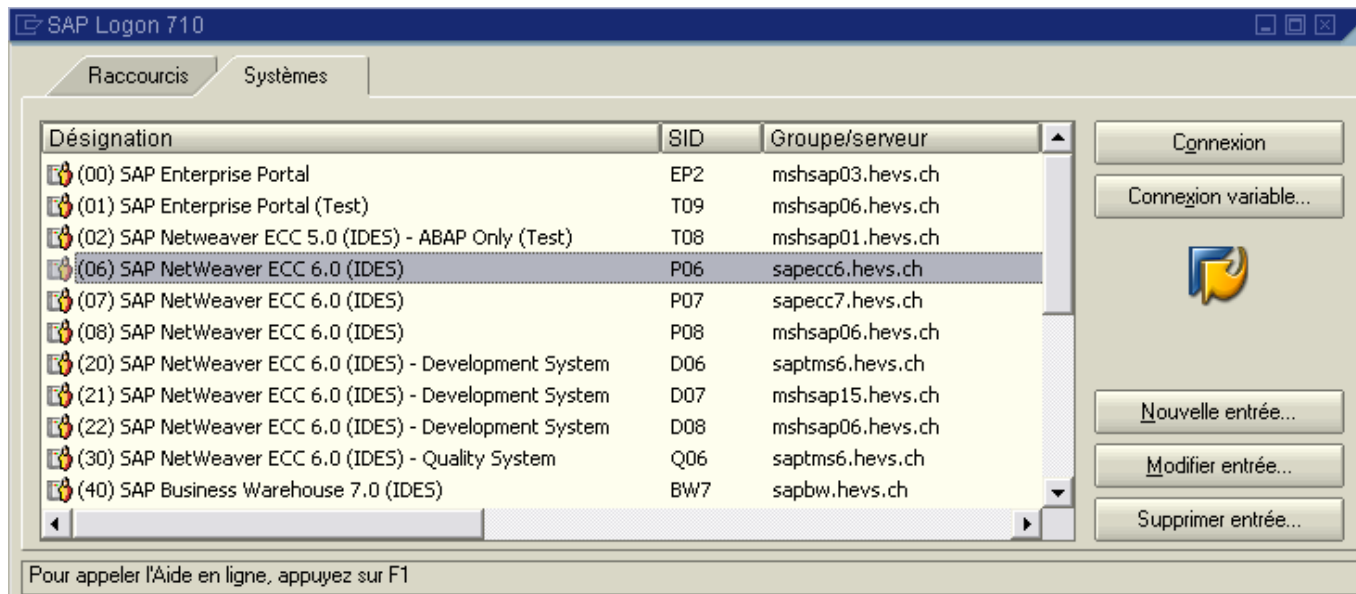 SAP Logon 710
Raccourcis Systèmes
Désignation SID Groupe/serveur
(00) SAP Enterprise Portal EP2 mshsap03.hevs.ch
(01) SAP Enterprise Portal (Test) T09 mshsap06.hevs.ch
(02) SAP Netweaver ECC 5.0 (IDES) - ABAP Only (Test) T08 mshsap01.hevs.ch
(06) SAP NetWeaver ECC 6.0 (IDES) P06 sapecc6.hevs.ch
(07) SAP NetWeaver ECC 6.0 (IDES) P07 sapecc7.hevs.ch
(08) SAP NetWeaver ECC 6.0 (IDES) P08 mshsap06.hevs.ch
(20) SAP NetWeaver ECC 6.0 (IDES) - Development System D06 saptms6.hevs.ch
(21) SAP NetWeaver ECC 6.0 (IDES) - Development System D07 mshsap15.hevs.ch
(22) SAP NetWeaver ECC 6.0 (IDES) - Development System D08 mshsap06.hevs.ch
(30) SAP NetWeaver ECC 6.0 (IDES) - Quality System Q06 saptms6.hevs.ch
(40) SAP Business Warehouse 7.0 (IDES) BW7 sapbw.hevs.ch
Connexion
Connexion variable...
Nouvelle entrée...
Modifier entrée...
Supprimer entrée...
Pour appeler l'Aide en ligne, appuyez sur F1